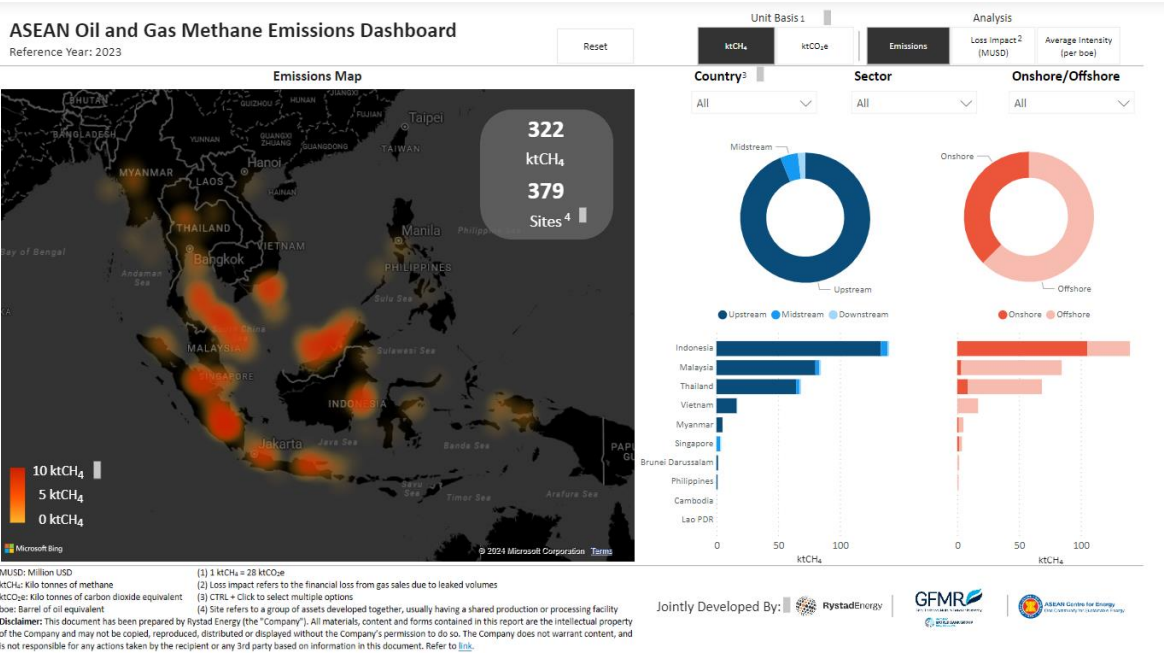 ASEAN Oil and Gas Methane Emissions Dashboard
Reference Year: 2023
Reset
Unit Basis 1
ktCH₄
ktCO₂e
Analysis
Emissions
Loss Impact 2
(MUSD)
Average Intensity
(per boe)
Emissions Map
Country3
All
Sector
All
Onshore/Offshore
All
BHUTAN
BANGLADESH
GUIZHOU
HUNAN
JIANGXI
FUJIAN
Taipei
TAIWAN
YUNNAN
GUANGXI
ZHUANG
GUANGDONG
Hanoi
HAINAN
MYANMAR
LAOS
THAILAND
VIETNAM
Bangkok
Manila
PHILIPPINES
Bay of Bengal
Andaman
Sea
South China
Sulu Sea
MALAYSIA
Sulawesi Sea
SINGAPORE
INDONESIA
Jakarta
Java Sea
Banda Sea
Savu
Sea
Timor Sea
Arafura Sea
322
ktCH₄
379
Sites 4
10 ktCH₄
5 ktCH₄
0 ktCH₄
Microsoft Bing
© 2024 Microsoft Corporation Terms
Midstream
Upstream
Upstream Midstream Downstream
Onshore
Offshore
Onshore Offshore
Indonesia
Malaysia
Thailand
Vietnam
Myanmar
Singapore
Brunei Darussalam
Philippines
Cambodia
Lao PDR
0 50 100
ktCH₄
0 50 100
ktCH₄
MUSD: Million USD
ktCH₄: Kilo tonnes of methane
ktCO₂e: Kilo tonnes of carbon dioxide equivalent
boe: Barrel of oil equivalent
(1) 1 ktCH₄ = 28 ktCO₂e
(2) Loss impact refers to the financial loss from gas sales due to leaked volumes
(3) CTRL + Click to select multiple options
(4) Site refers to a group of assets developed together, usually having a shared production or processing facility
Disclaimer: This document has been prepared by Rystad Energy (the "Company"). All materials, content and forms contained in this report are the intellectual property
of the Company and may not be copied, reproduced, distributed or displayed without the Company's permission to do so. The Company does not warrant content, and
is not responsible for any actions taken by the recipient or any 3rd party based on information in this document. Refer to link.
Jointly Developed By:
RystadEnergy
GFMR
ASEAN Centre for Energy